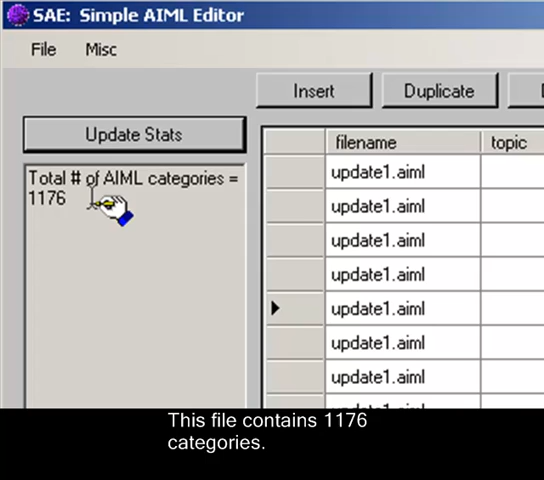 SAE: Simple AIML Editor
File Misc
Insert Duplicate
Update Stats
filename topic
Total # of AIML categories =
1176
update1.aiml
update1.aiml
update1.aiml
update1.aiml
update1.aiml
update1.aiml
update1.aiml
This file contains 1176
categories.